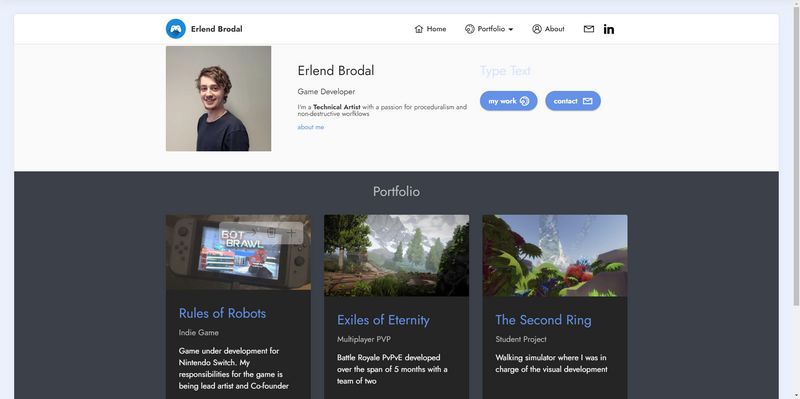 Erlend Brodal
Home
Portfolio
About
Erlend Brodal
Game Developer
I'm a Technical Artist with a passion for proceduralism and
non-destructive worfklows
about me
Type Text
my work
contact
Portfolio
BOT
BRAWL
Rules of Robots
Indie Game
Game under development for
Nintendo Switch. My
responsibilities for the game is
being lead artist and Co-founder
Exiles of Eternity
Multiplayer PVP
Battle Royale PvPvE developed
over the span of 5 months with a
team of two
The Second Ring
Student Project
Walking simulator where I was in
charge of the visual development